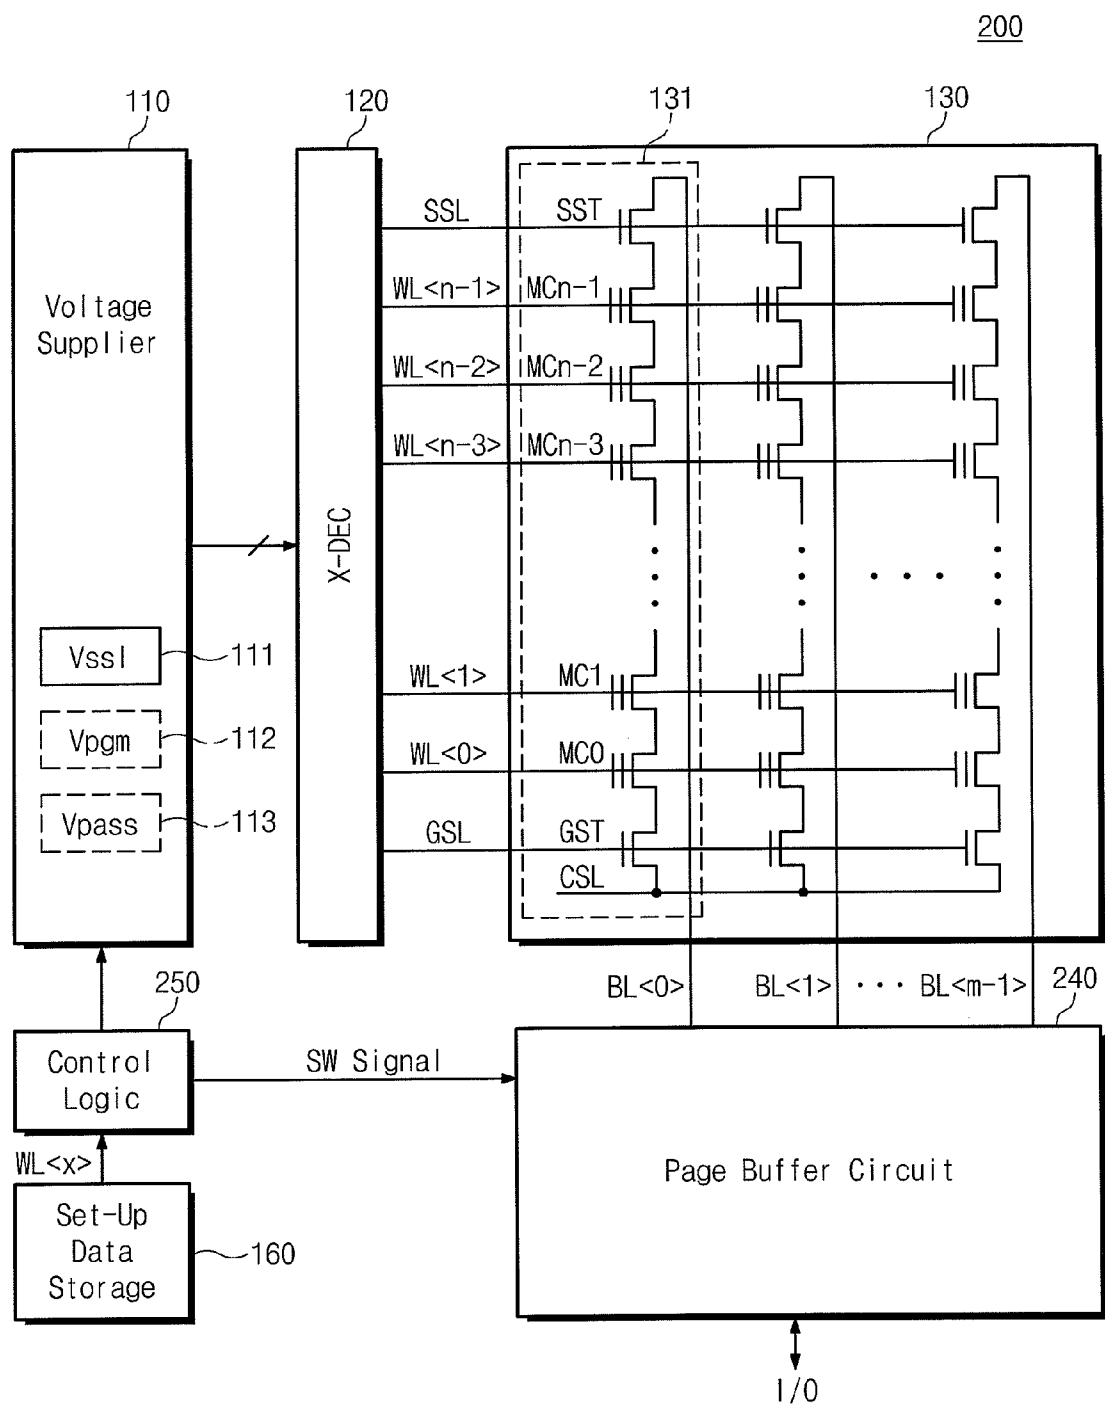 200
110
120
131
130
Voltage
Supplier
X-DEC
SSL
SST
WL<n-1>
MCn-1
WL<n-2>
MCn-2
WL<n-3>
MCn-3
Vssl
111
Vpgm
112
Vpass
113
WL<1>
MC1
WL<0>
MC0
GSL
GST
CSL
BL<0>
BL<1>
BL<m-1>
250
240
Control
Logic
SW Signal
WL<x>
Set-Up
Data
Storage
160
Page Buffer Circuit
I/O